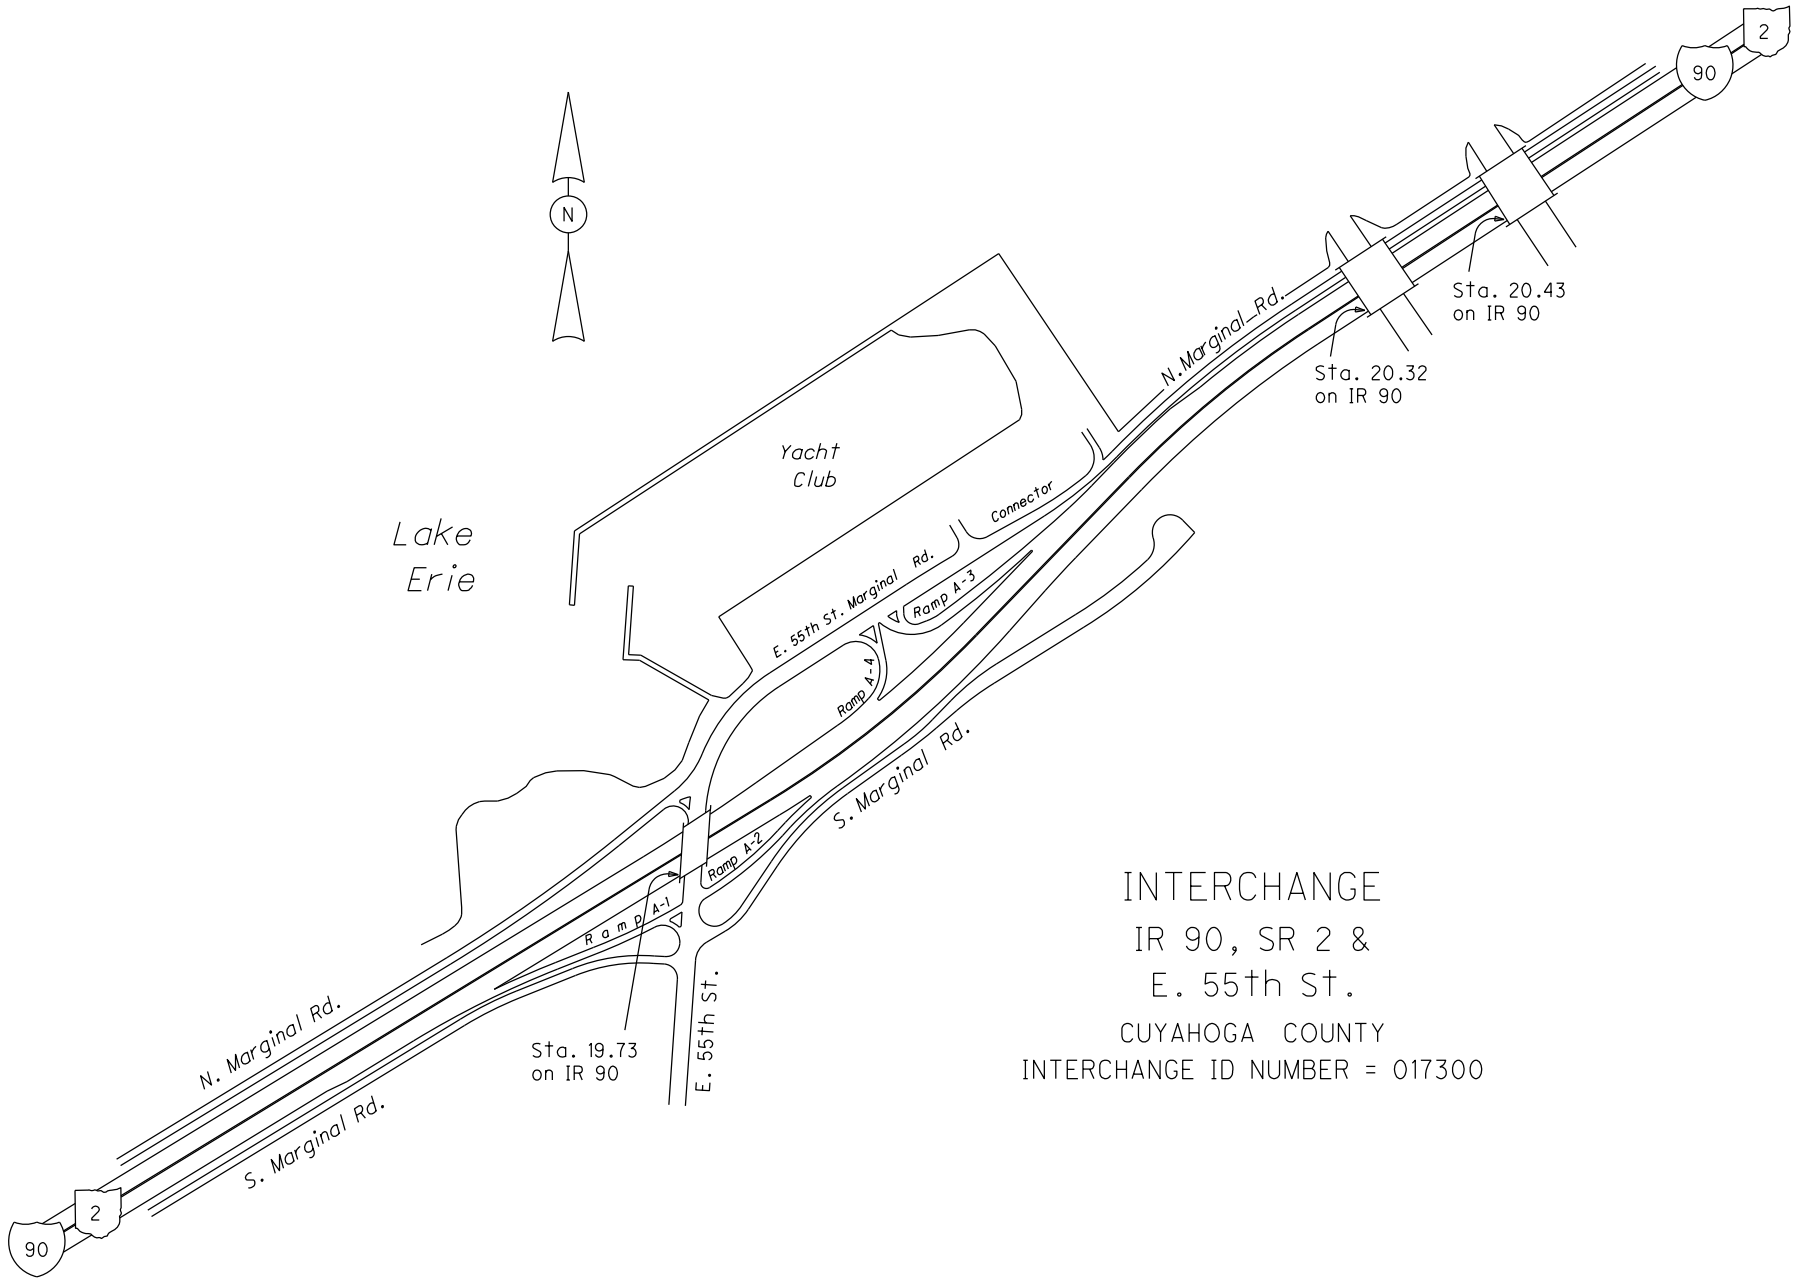 2
90
N
Sta. 20.43
on IR 90
N. Marginal Rd.
Sta. 20.32
on IR 90
Yacht
Club
Connector
Lake
Erie
E. 55th St. Marginal Rd.
Ramp A-3
Ramp A-4
S. Marginal Rd.
Ramp A-2
Ramp A-1
INTERCHANGE
IR 90, SR 2 &
E. 55th St.
CUYAHOGA COUNTY
INTERCHANGE ID NUMBER = 017300
N. Marginal Rd.
Sta. 19.73
on IR 90
E. 55th St.
S. Marginal Rd.
2
90